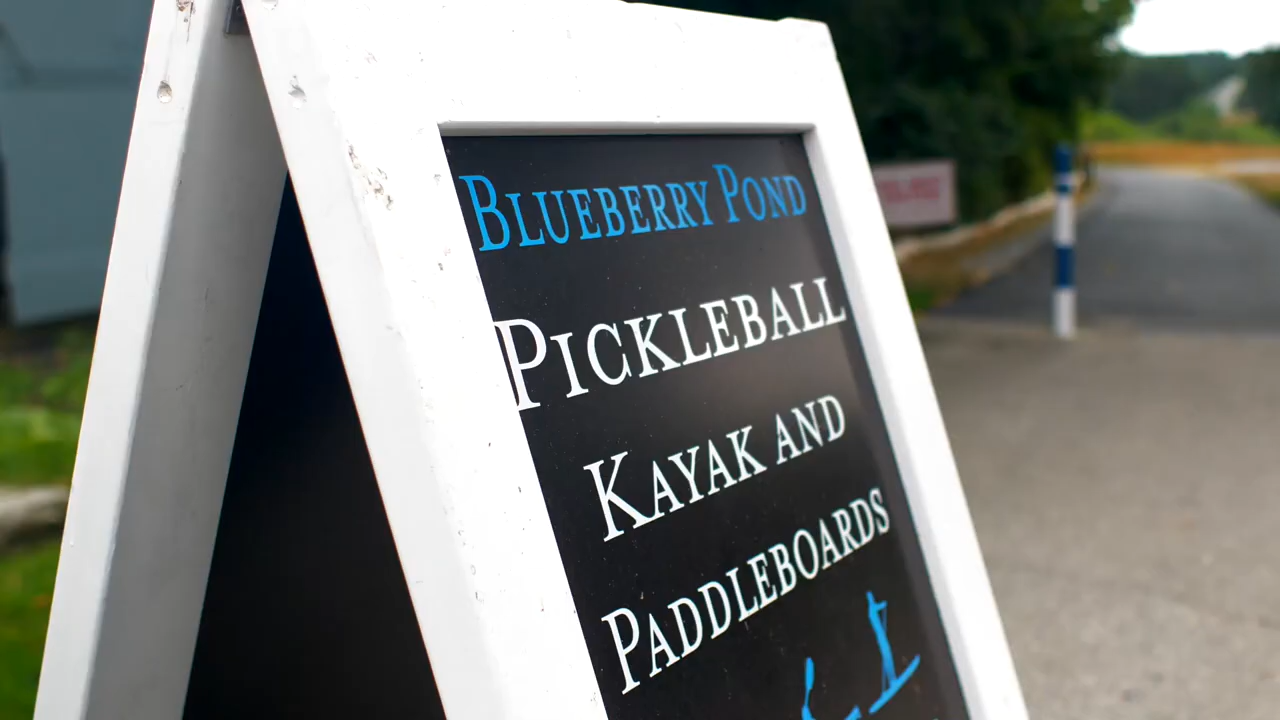 Blueberry Pond
Pickleball
Kayak and
Paddleboards